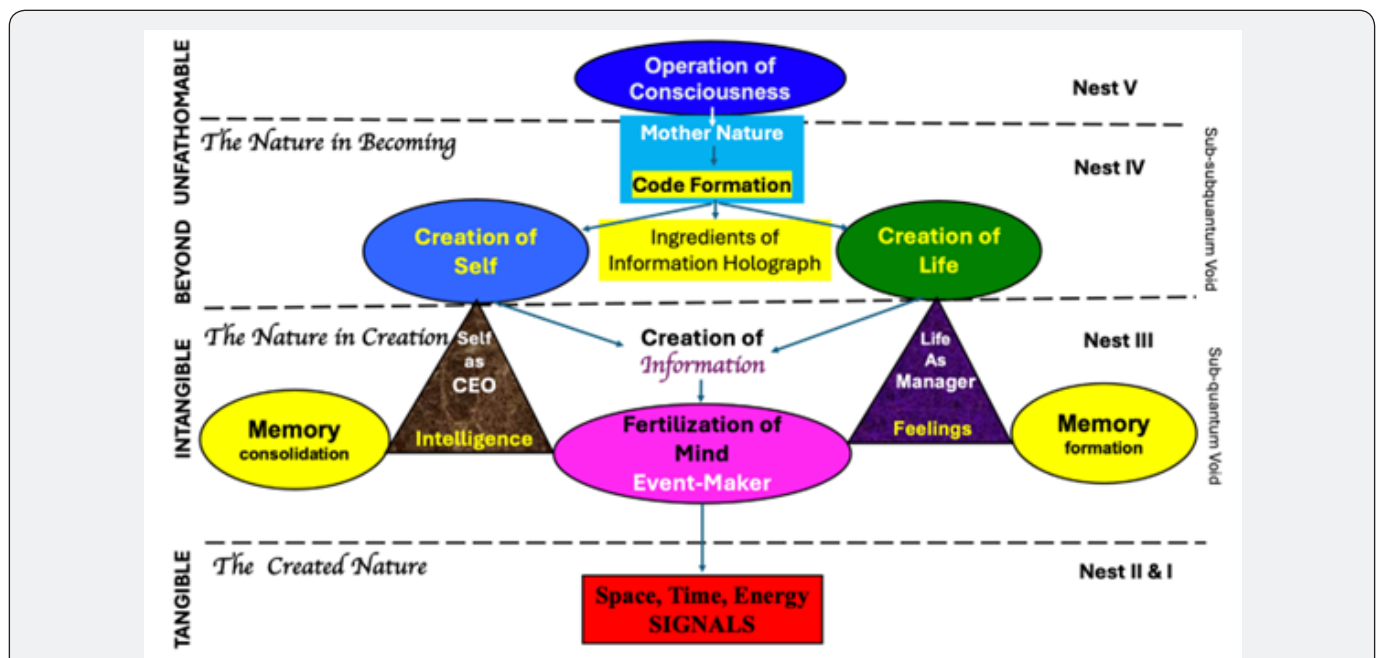 Operation of
Consciousness
Nest V
UNFATHOMABLE
The Nature in Becoming
Mother Nature
Nest IV
Code Formation
Sub-subquantum Void
BEYOND
Creation of
Self
Ingredients of
Information Holograph
Creation of
Life
The Nature in Creation
Self
as
CEO
Intelligence
Creation of
Information
Life
As
Manager
Feelings
Nest III
INTANGIBLE
Memory
consolidation
Fertilization of
Mind
Event-Maker
Memory
formation
Sub-quantum Void
The Created Nature
Nest II & I
TANGIBLE
Space, Time, Energy
SIGNALS